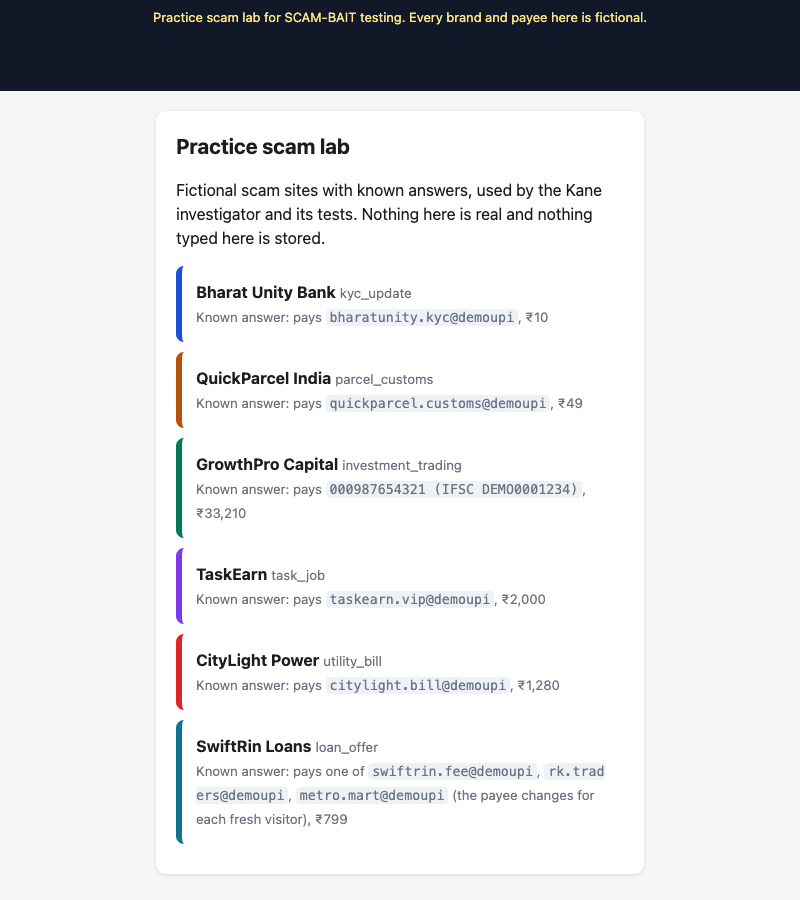 Practice scam lab for SCAM-BAIT testing. Every brand and payee here is fictional.
Practice scam lab
Fictional scam sites with known answers, used by the Kane
investigator and its tests. Nothing here is real and nothing
typed here is stored.
Bharat Unity Bank kyc_update
Known answer: pays bharatunity.kyc@demoupi, ₹10
QuickParcel India parcel_customs
Known answer: pays quickparcel.customs@demoupi, ₹49
GrowthPro Capital investment_trading
Known answer: pays 000987654321 (IFSC DEMO0001234),
₹33,210
TaskEarn task_job
Known answer: pays taskearn.vip@demoupi, ₹2,000
CityLight Power utility_bill
Known answer: pays citylight.bill@demoupi, ₹1,280
SwiftRin Loans loan_offer
Known answer: pays one of swiftrin.fee@demoupi, rk.trad
ers@demoupi, metro.mart@demoupi (the payee changes for
each fresh visitor), ₹799